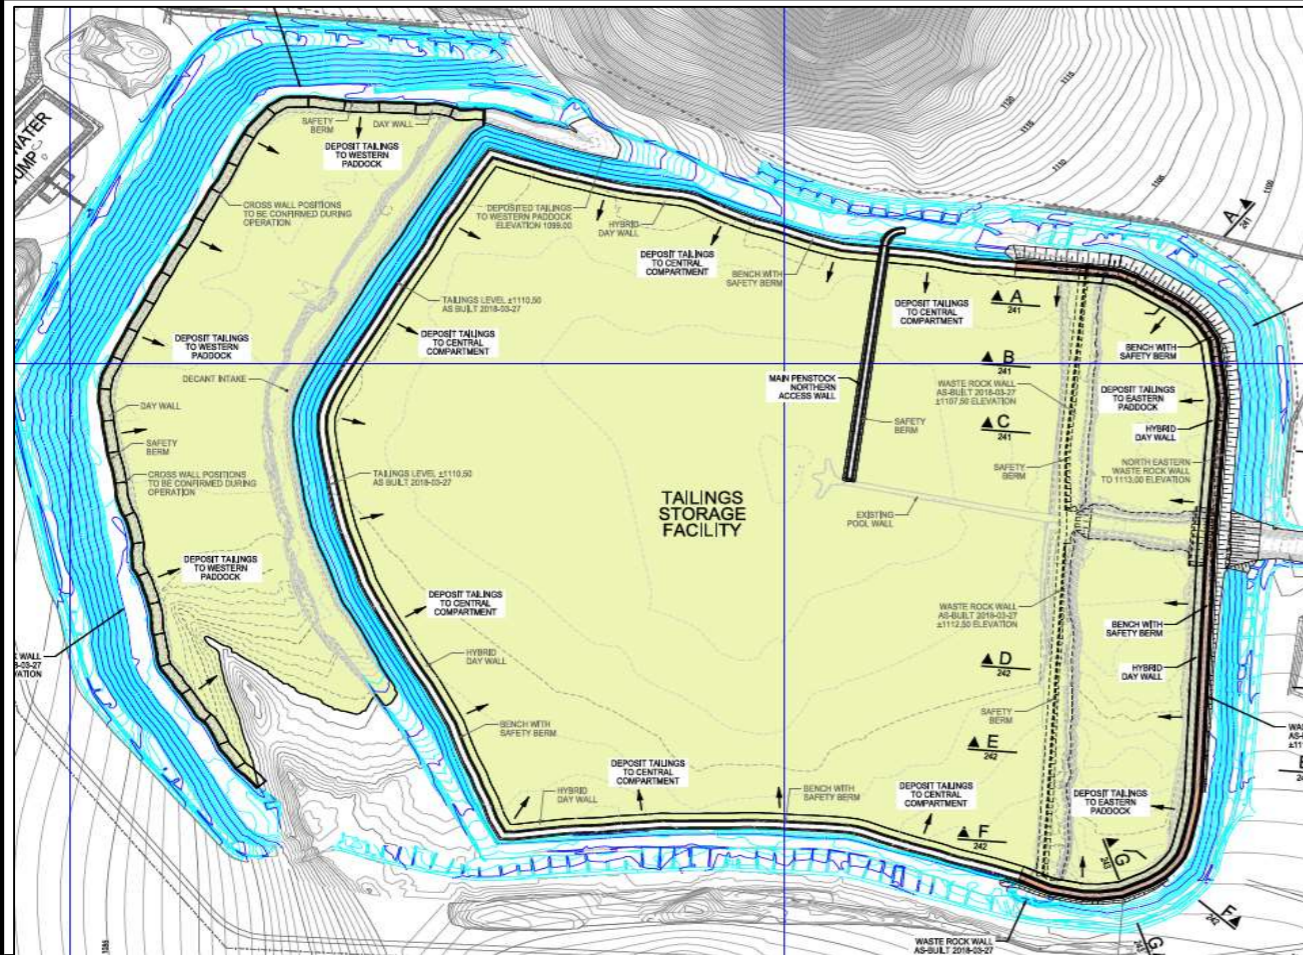 WATER
SAFETY
BERM
DAY WALL
DEPOSIT TAILINGS
TO WESTERN
PADDOCK
CROSS WALL POSITIONS
TO BE CONFIRMED DURING
OPERATION
DEPOSITED TAILINGS
TO WESTERN PADDOCK
ELEVATION 1099.00
HYBRID
DAY WALL
DEPOSIT TAILINGS
TO CENTRAL
COMPARTMENT
BENCH WITH
SAFETY BERM
1115
1120
1115
1110
1105
1100
A
241
TAILINGS LEVEL ±1110,50
AS BUILT 2018-03-27
DEPOSIT TAILINGS
TO CENTRAL
COMPARTMENT
DEPOSIT TAILINGS
TO CENTRAL
COMPARTMENT
A
241
BENCH WITH
SAFETY BERM
DEPOSIT TAILINGS
TO WESTERN
PADDOCK
DECANT INTAKE
DAY WALL
SAFETY
BERM
CROSS WALL POSITIONS
TO BE CONFIRMED DURING
OPERATION
MAIN PENSTOCK
NORTHERN
ACCESS WALL
SAFETY
BERM
B
241
WASTE ROCK WALL
AS-BUILT 2018-03-27
±1107,50 ELEVATION
C
241
DEPOSIT TAILINGS
TO EASTERN
PADDOCK
HYBRID
DAY WALL
NORTH EASTERN
WASTE ROCK WALL
TO 1113,00 ELEVATION
SAFETY
BERM
TAILINGS LEVEL ±1110,50
AS BUILT 2018-03-27
TAILINGS
STORAGE
FACILITY
EXISTING
POOL WALL
DEPOSIT TAILINGS
TO WESTERN
PADDOCK
DEPOSIT TAILINGS
TO CENTRAL
COMPARTMENT
HYBRID
DAY WALL
WASTE ROCK WALL
AS-BUILT 2018-03-27
±1112,50 ELEVATION
BENCH WITH
SAFETY BERM
HYBRID
DAY WALL
D
242
SAFETY
BERM
E
242
WALL
BENCH WITH
SAFETY BERM
DEPOSIT TAILINGS
TO CENTRAL
COMPARTMENT
HYBRID
DAY WALL
BENCH WITH
SAFETY BERM
DEPOSIT TAILINGS
TO CENTRAL
COMPARTMENT
F
242
DEPOSIT TAILINGS
TO EASTERN
PADDOCK
G
243
F
242
G
WASTE ROCK WALL
AS-BUILT 2018-03-27